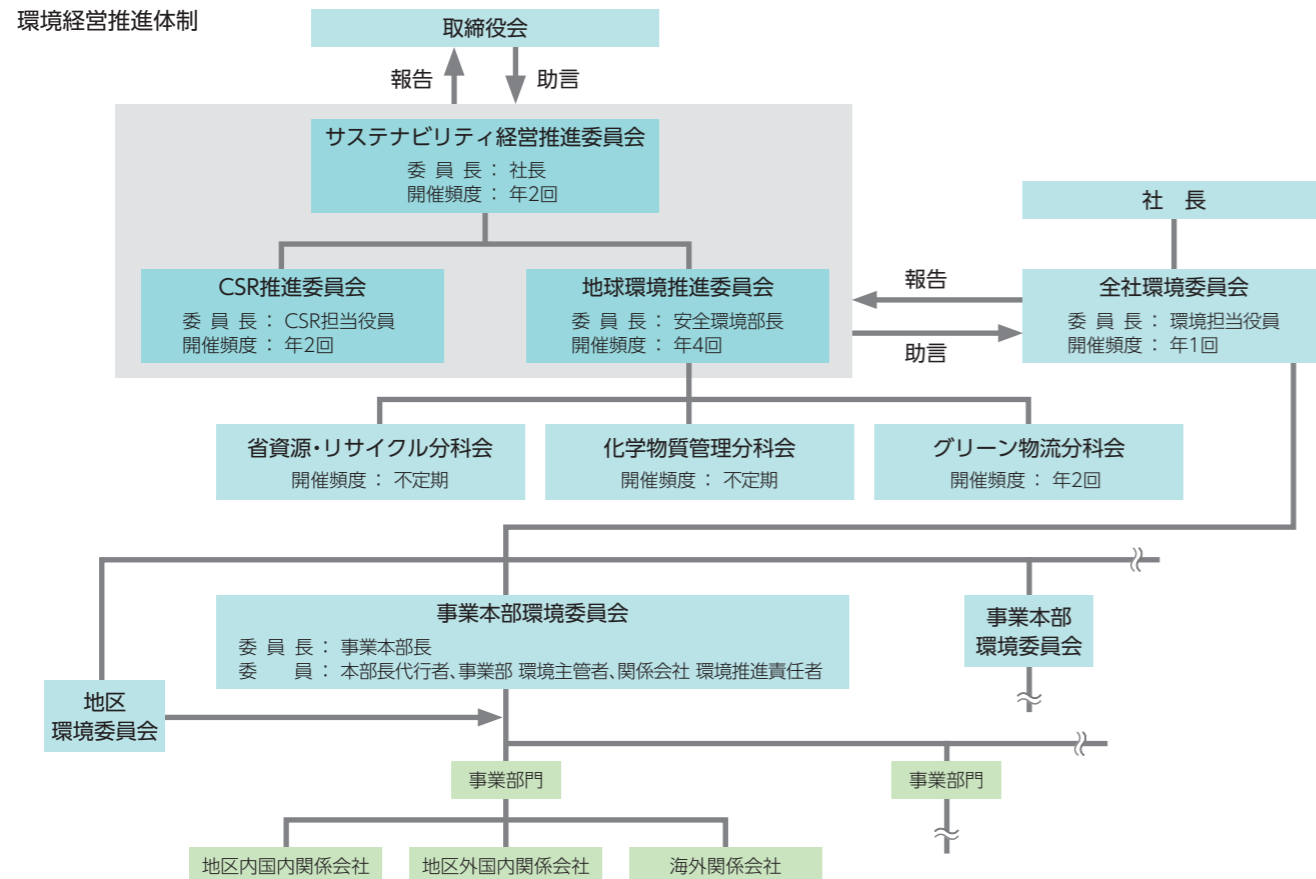 環境経営推進体制
取締役会
報告
助言
サステナビリティ経営推進委員会
委 員 長 ： 社長
開催頻度 ： 年2回
社 長
CSR推進委員会
委 員 長 ： CSR担当役員
開催頻度 ： 年2回
地球環境推進委員会
委 員 長 ： 安全環境部長
開催頻度 ： 年4回
報告
助言
全社環境委員会
委 員 長 ： 環境担当役員
開催頻度 ： 年1回
省資源・リサイクル分科会
開催頻度 ： 不定期
化学物質管理分科会
開催頻度 ： 不定期
グリーン物流分科会
開催頻度 ： 年2回
事業本部環境委員会
委 員 長 ： 事業本部長
委 員 ： 本部長代行者、事業部 環境主管者、関係会社 環境推進責任者
事業本部
環境委員会
地区
環境委員会
事業部門
事業部門
地区内国内関係会社
地区外国内関係会社
海外関係会社